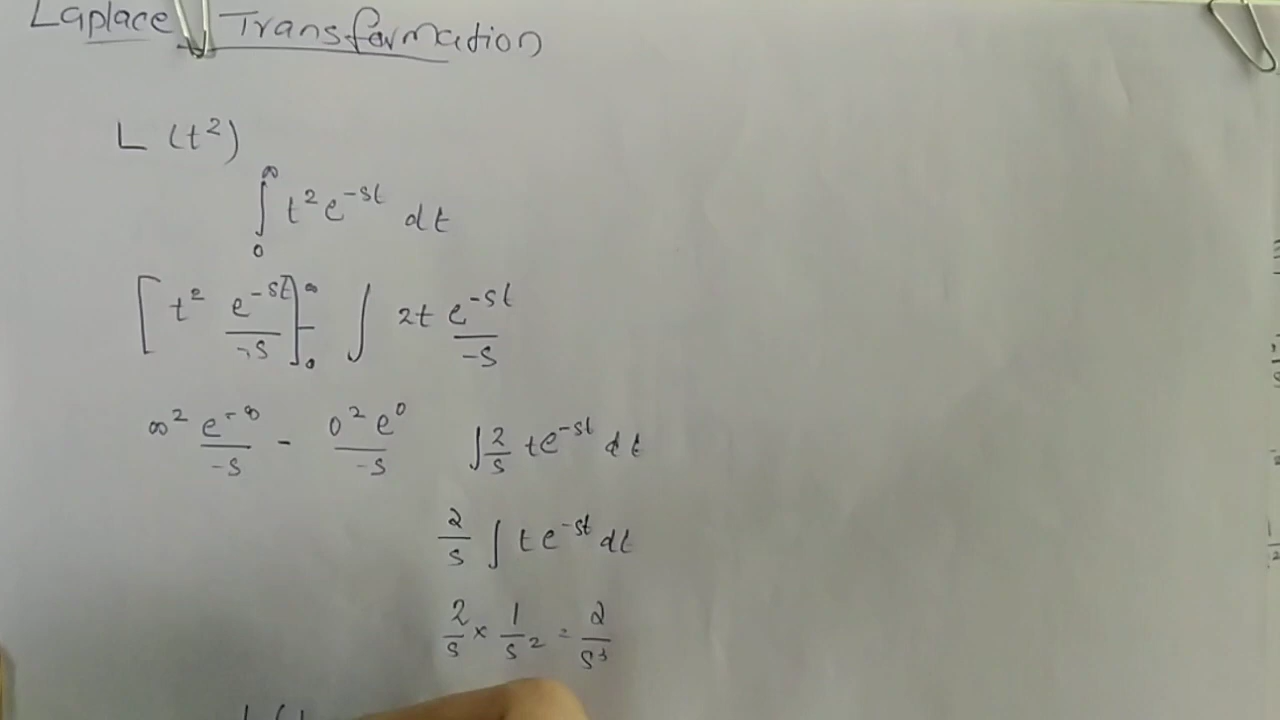 Laplace Transformation
L (t²)
∫₀^∞ t² e^(-st) dt
[t² e^(-st)/-s]₀^∞ - ∫ 2t e^(-st)/-s
∞² e^(-∞)/-s - 0² e⁰/-s ∫ 2/s t e^(-st) dt
2/s ∫ t e^(-st) dt
2/s × 1/s² = 2/s³